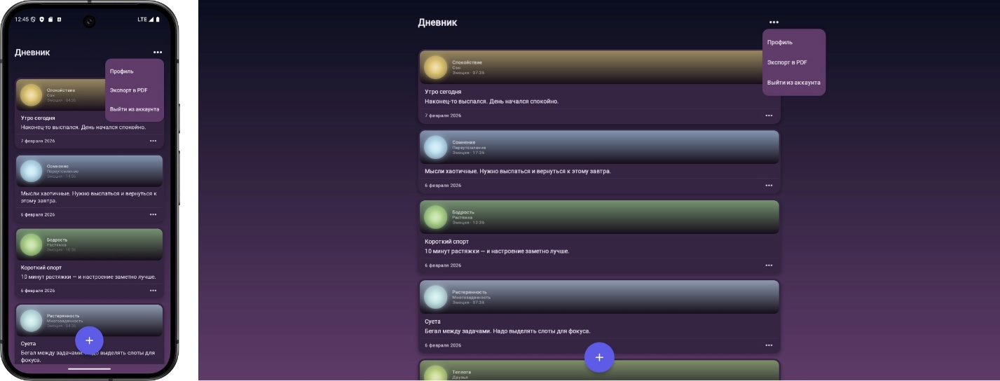 12:45
LTE
Дневник
Профиль
Экспорт в PDF
Выйти из аккаунта
Спокойствие
Сон
Эмоция · 04:36
Утро сегодня
Наконец-то выспался. День начался спокойно.
7 февраля 2026
Сомнение
Переутомление
Эмоция · 14:36
Мысли хаотичные. Нужно выспаться и вернуться к
этому завтра.
6 февраля 2026
Бодрость
Растяжка
Эмоция · 10:36
Короткий спорт
10 минут растяжки — и настроение заметно лучше.
6 февраля 2026
Растерянность
Многозадачность
Эмоция · 04:36
Суета
Бегал между задачами. Надо выделять слоты для
фокуса.
Дневник
Профиль
Экспорт в PDF
Выйти из аккаунта
Спокойствие
Сон
Эмоция · 07:36
Утро сегодня
Наконец-то выспался. День начался спокойно.
7 февраля 2026
Сомнение
Переутомление
Эмоция · 17:36
Мысли хаотичные. Нужно выспаться и вернуться к этому завтра.
6 февраля 2026
Бодрость
Растяжка
Эмоция · 13:36
Короткий спорт
10 минут растяжки — и настроение заметно лучше.
6 февраля 2026
Растерянность
Многозадачность
Эмоция · 07:36
Суета
Бегал между задачами. Надо выделять слоты для фокуса.
6 февраля 2026
Теплота
Друзья